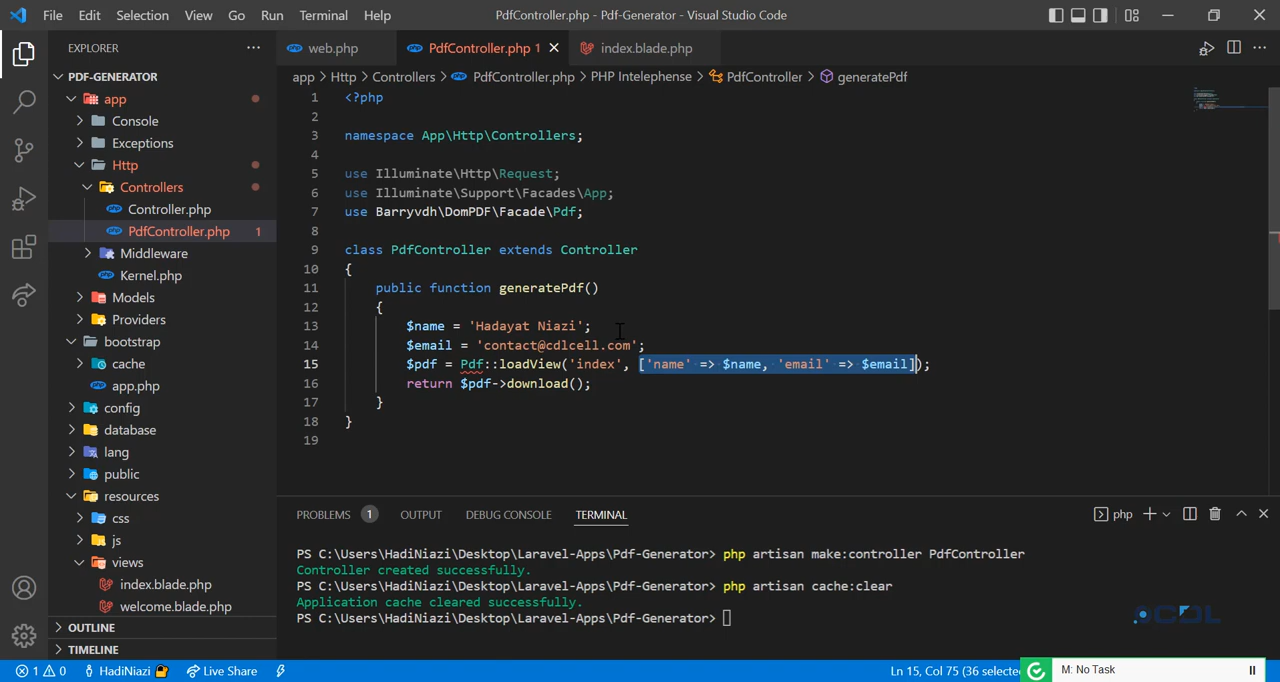 File Edit Selection View Go Run Terminal Help PdfController.php - Pdf-Generator - Visual Studio Code
EXPLORER
web.php PdfController.php 1 index.blade.php
PDF-GENERATOR
app
Console
Exceptions
Http
Controllers
Controller.php
PdfController.php 1
Middleware
Kernel.php
Models
Providers
bootstrap
cache
app.php
config
database
lang
public
resources
css
js
views
index.blade.php
welcome.blade.php
OUTLINE
TIMELINE
app > Http > Controllers > PdfController.php > PHP Intelephense > PdfController > generatePdf
1 <?php
2
3 namespace App\Http\Controllers;
4
5 use Illuminate\Http\Request;
6 use Illuminate\Support\Facades\App;
7 use Barryvdh\DomPDF\Facade\Pdf;
8
9 class PdfController extends Controller
10 {
11 public function generatePdf()
12 {
13 $name = 'Hadayat Niazi';
14 $email = 'contact@cdlcell.com';
15 $pdf = Pdf::loadView('index', ['name' => $name, 'email' => $email]);
16 return $pdf->download();
17 }
18 }
19
PROBLEMS 1 OUTPUT DEBUG CONSOLE TERMINAL php
PS C:\Users\HadiNiazi\Desktop\Laravel-Apps\Pdf-Generator> php artisan make:controller PdfController
Controller created successfully.
PS C:\Users\HadiNiazi\Desktop\Laravel-Apps\Pdf-Generator> php artisan cache:clear
Application cache cleared successfully.
PS C:\Users\HadiNiazi\Desktop\Laravel-Apps\Pdf-Generator>
CDL
1 0 HadiNiazi Live Share Ln 15, Col 75 (36 selected M: No Task